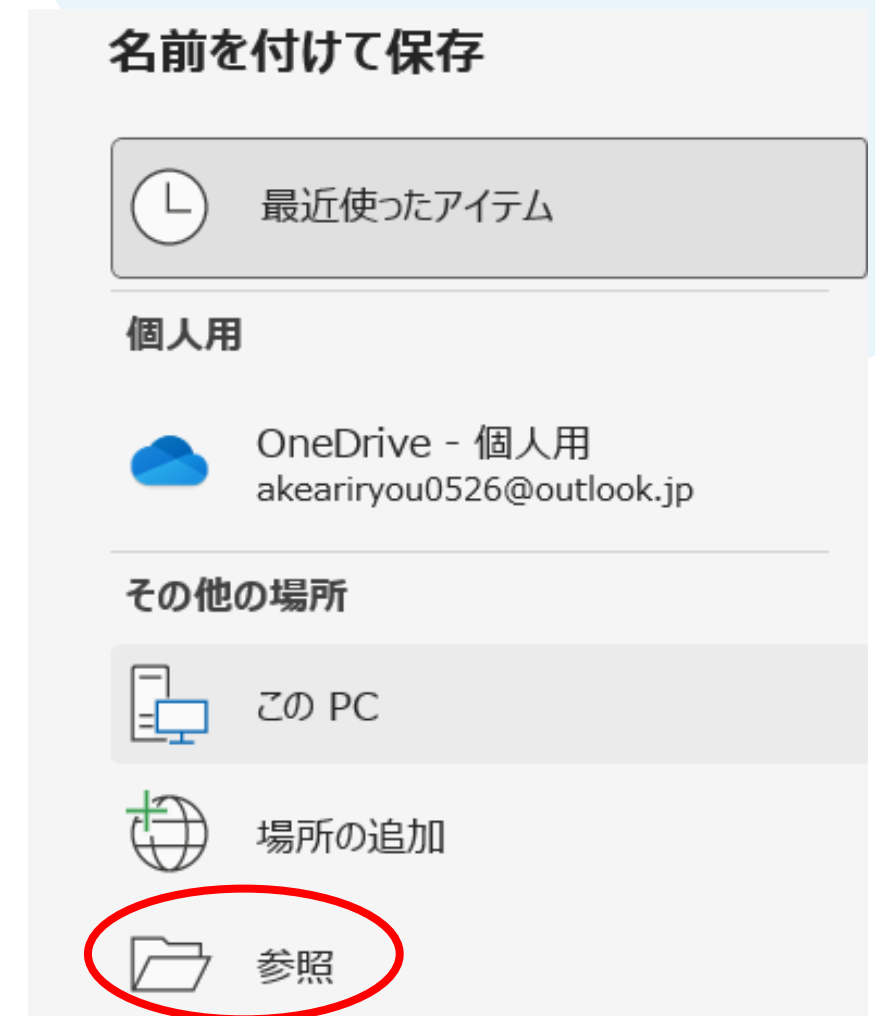 名前を付けて保存
最近使ったアイテム
個人用
OneDrive - 個人用
akeariryou0526@outlook.jp
その他の場所
この PC
場所の追加
参照